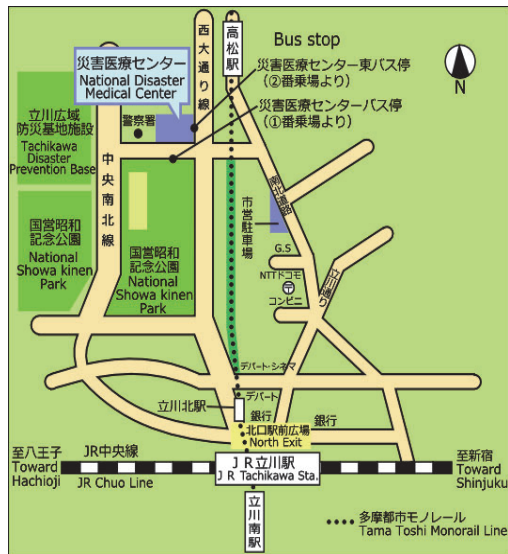 災害医療センター
National Disaster
Medical Center
西大通り線
高松駅
Bus stop
災害医療センター東バス停
(②番乗場より)
災害医療センターバス停
(①番乗場より)
N
立川広域
防災基地施設
Tachikawa
Disaster
Prevention Base
警察署
中央南北線
国営昭和
記念公園
National
Showa kinen
Park
国営昭和
記念公園
National
Showa kinen
Park
南北道路
市営駐車場
G.S
NTTドコモ
〒
コンビニ
立川通り
デパート・シネマ
デパート
立川北駅
銀行
銀行
北口駅前広場
North Exit
至八王子
Toward
Hachioji
JR中央線
JR Chuo Line
JR立川駅
JR Tachikawa Sta.
至新宿
Toward
Shinjuku
立川南駅
多摩都市モノレール
Tama Toshi Monorail Line